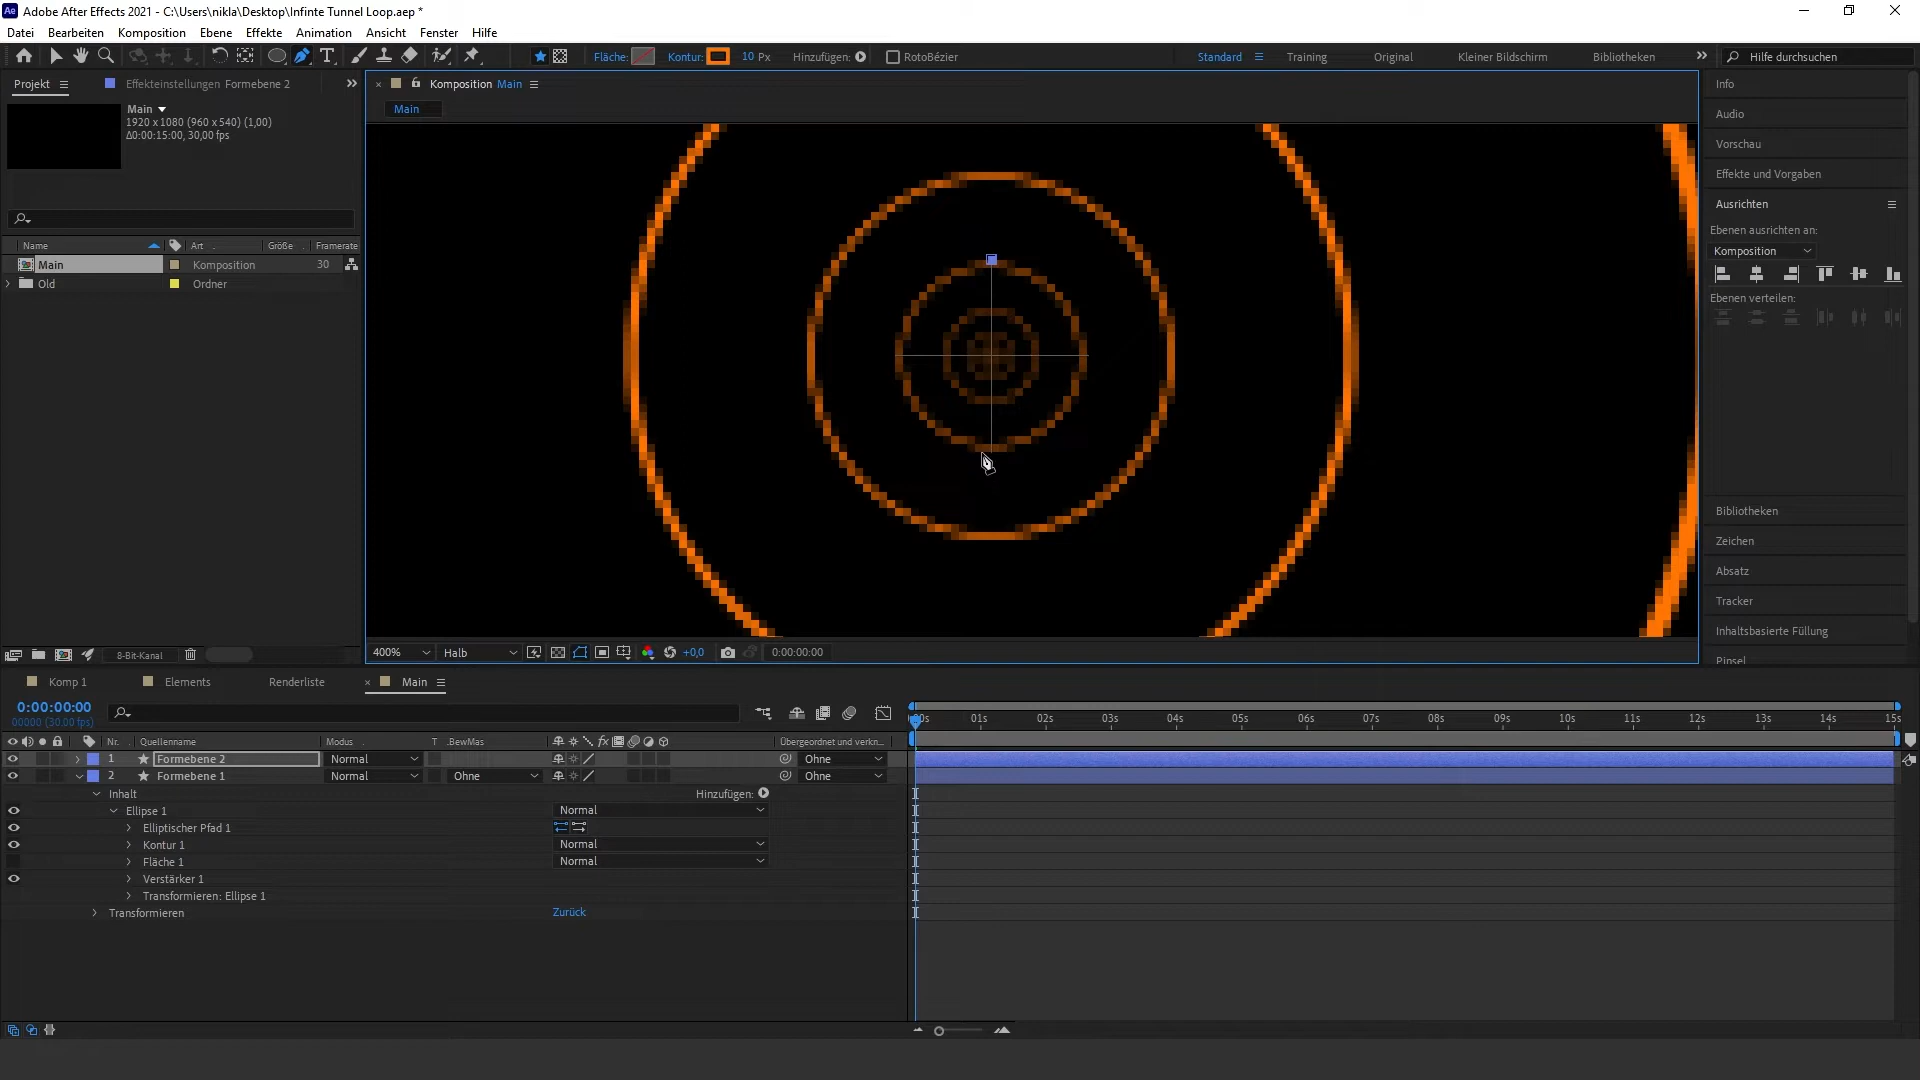 Adobe After Effects 2021 - C:\Users\nikla\Desktop\Infinte Tunnel Loop.aep *
Datei Bearbeiten Komposition Ebene Effekte Animation Ansicht Fenster Hilfe
Fläche: Kontur: 10 Px Hinzufügen: RotoBézier Standard Training Original Kleiner Bildschirm Bibliotheken Hilfe durchsuchen
Projekt Effekteinstellungen Formebene 2 Komposition Main Info
Main
1920 x 1080 (960 x 540) (1,00)
Δ0:00:15:00, 30,00 fps
Main
Audio
Vorschau
Effekte und Vorgaben
Ausrichten
Ebenen ausrichten an:
Komposition
Ebenen verteilen:
Name Art Größe Framerate
Main Komposition 30
Old Ordner
Bibliotheken
Zeichen
Absatz
Tracker
Inhaltsbasierte Füllung
Pinsel
8-Bit-Kanal 400% Halb +0,0 0:00:00:00
Komp 1 Elements Renderliste Main
0:00:00:00
00000 (30.00 fps)
00s 01s 02s 03s 04s 05s 06s 07s 08s 09s 10s 11s 12s 13s 14s 15s
Nr. Quellenname Modus T .BewMas Übergeordnet und verkn...
1 Formebene 2 Normal Ohne
2 Formebene 1 Normal Ohne Ohne
Inhalt Hinzufügen:
Ellipse 1 Normal
Elliptischer Pfad 1
Kontur 1 Normal
Fläche 1 Normal
Verstärker 1
Transformieren: Ellipse 1
Transformieren Zurück